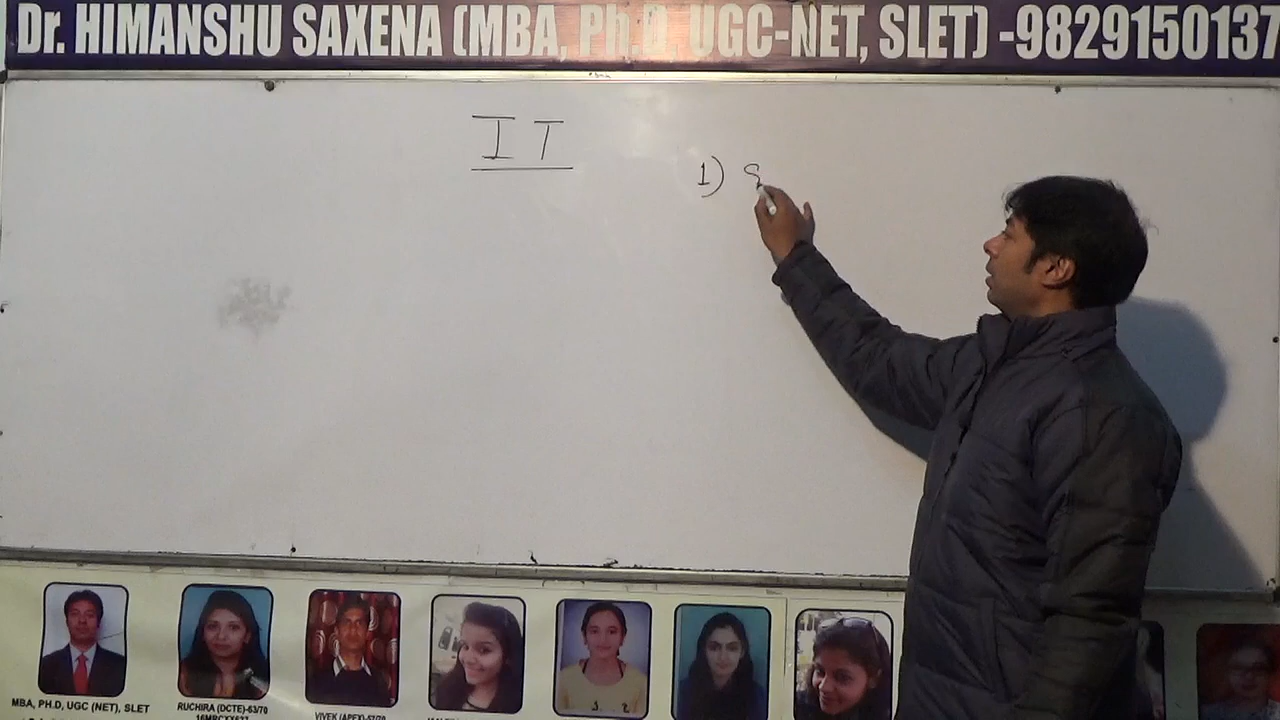 Dr. HIMANSHU SAXENA (MBA, Ph.D, UGC-NET, SLET) -9829150137
I T
1) S
MBA, PH.D, UGC (NET), SLET
RUCHIRA (DCTE)-63/70
VIVEK (APEX)-57/70